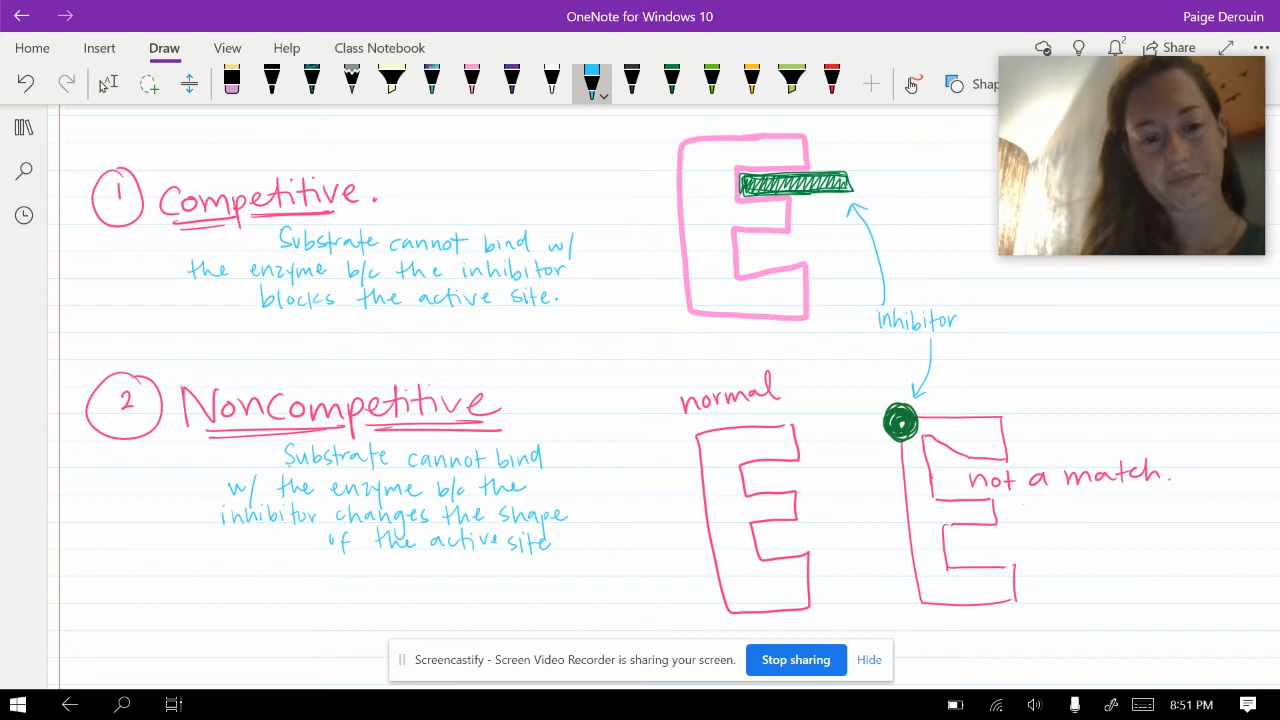 OneNote for Windows 10
Paige Derouin
Home
Insert
Draw
View
Help
Class Notebook
2
Share
Shap
1 Competitive.
Substrate cannot bind w/
the enzyme b/c the inhibitor
blocks the active site.
inhibitor
2 Noncompetitive
Substrate cannot bind
w/ the enzyme b/c the
inhibitor changes the shape
of the active site
normal
not a match.
Screencastify - Screen Video Recorder is sharing your screen.
Stop sharing
Hide
8:51 PM